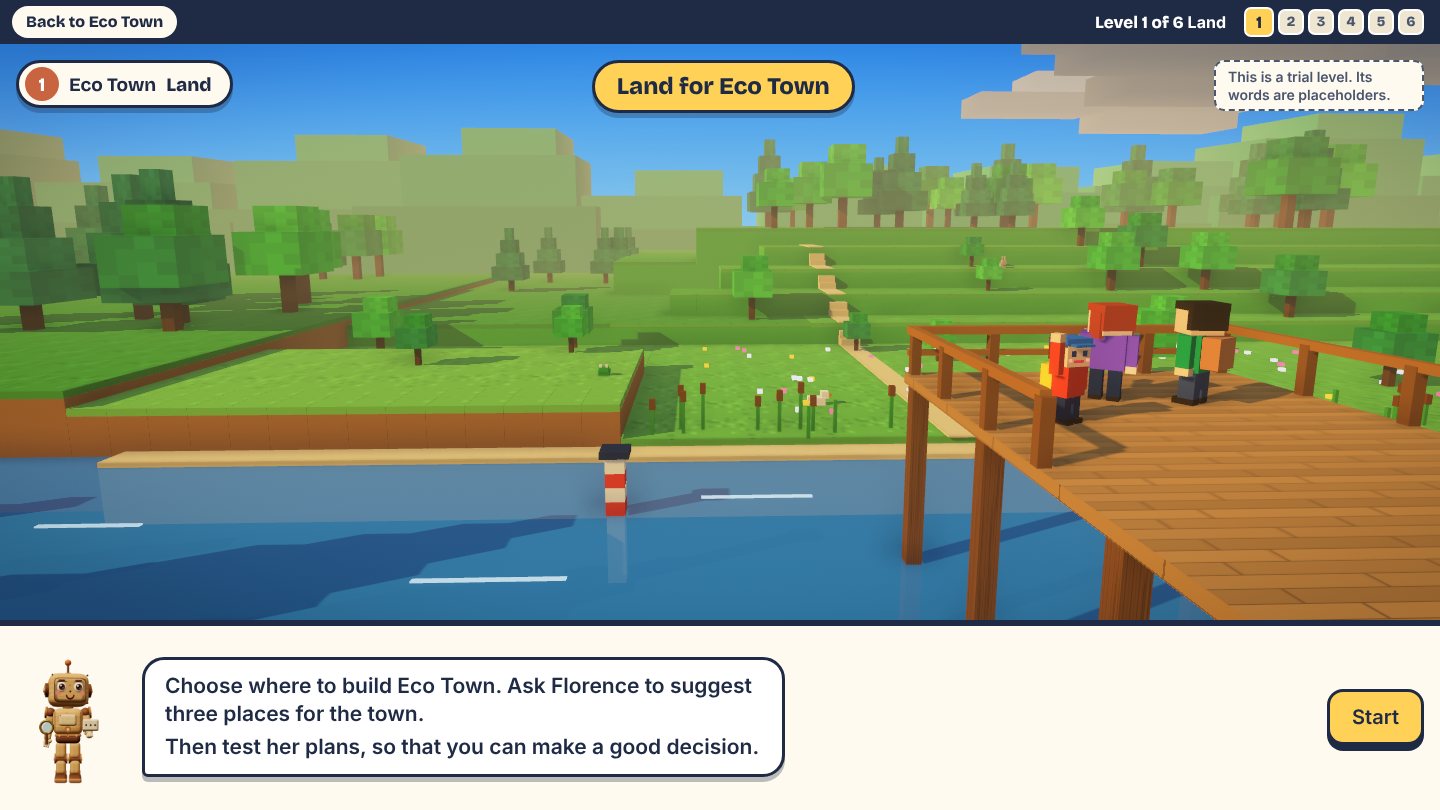 Back to Eco Town
Level 1 of 6 Land
1 2 3 4 5 6
1 Eco Town Land
Land for Eco Town
This is a trial level. Its
words are placeholders.
Choose where to build Eco Town. Ask Florence to suggest
three places for the town.
Then test her plans, so that you can make a good decision.
Start